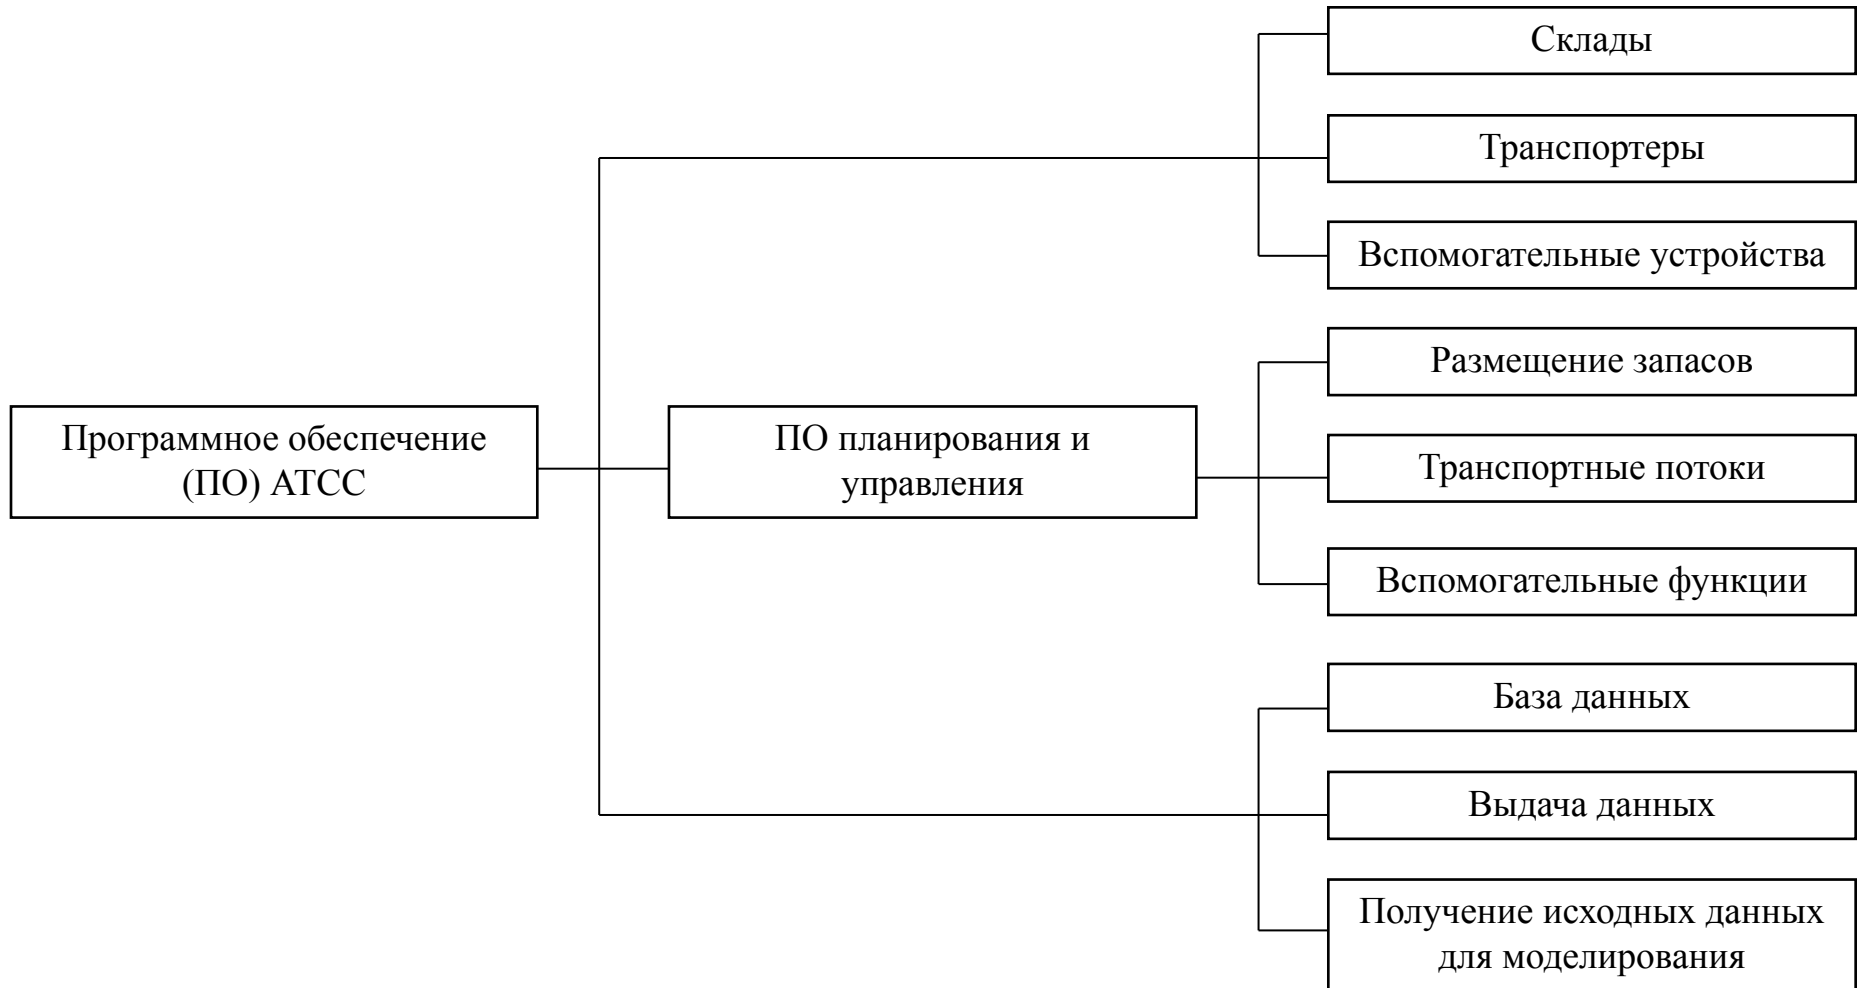 Склады
Транспортеры
Вспомогательные устройства
Размещение запасов
Программное обеспечение
(ПО) АТСС
ПО планирования и
управления
Транспортные потоки
Вспомогательные функции
База данных
Выдача данных
Получение исходных данных
для моделирования